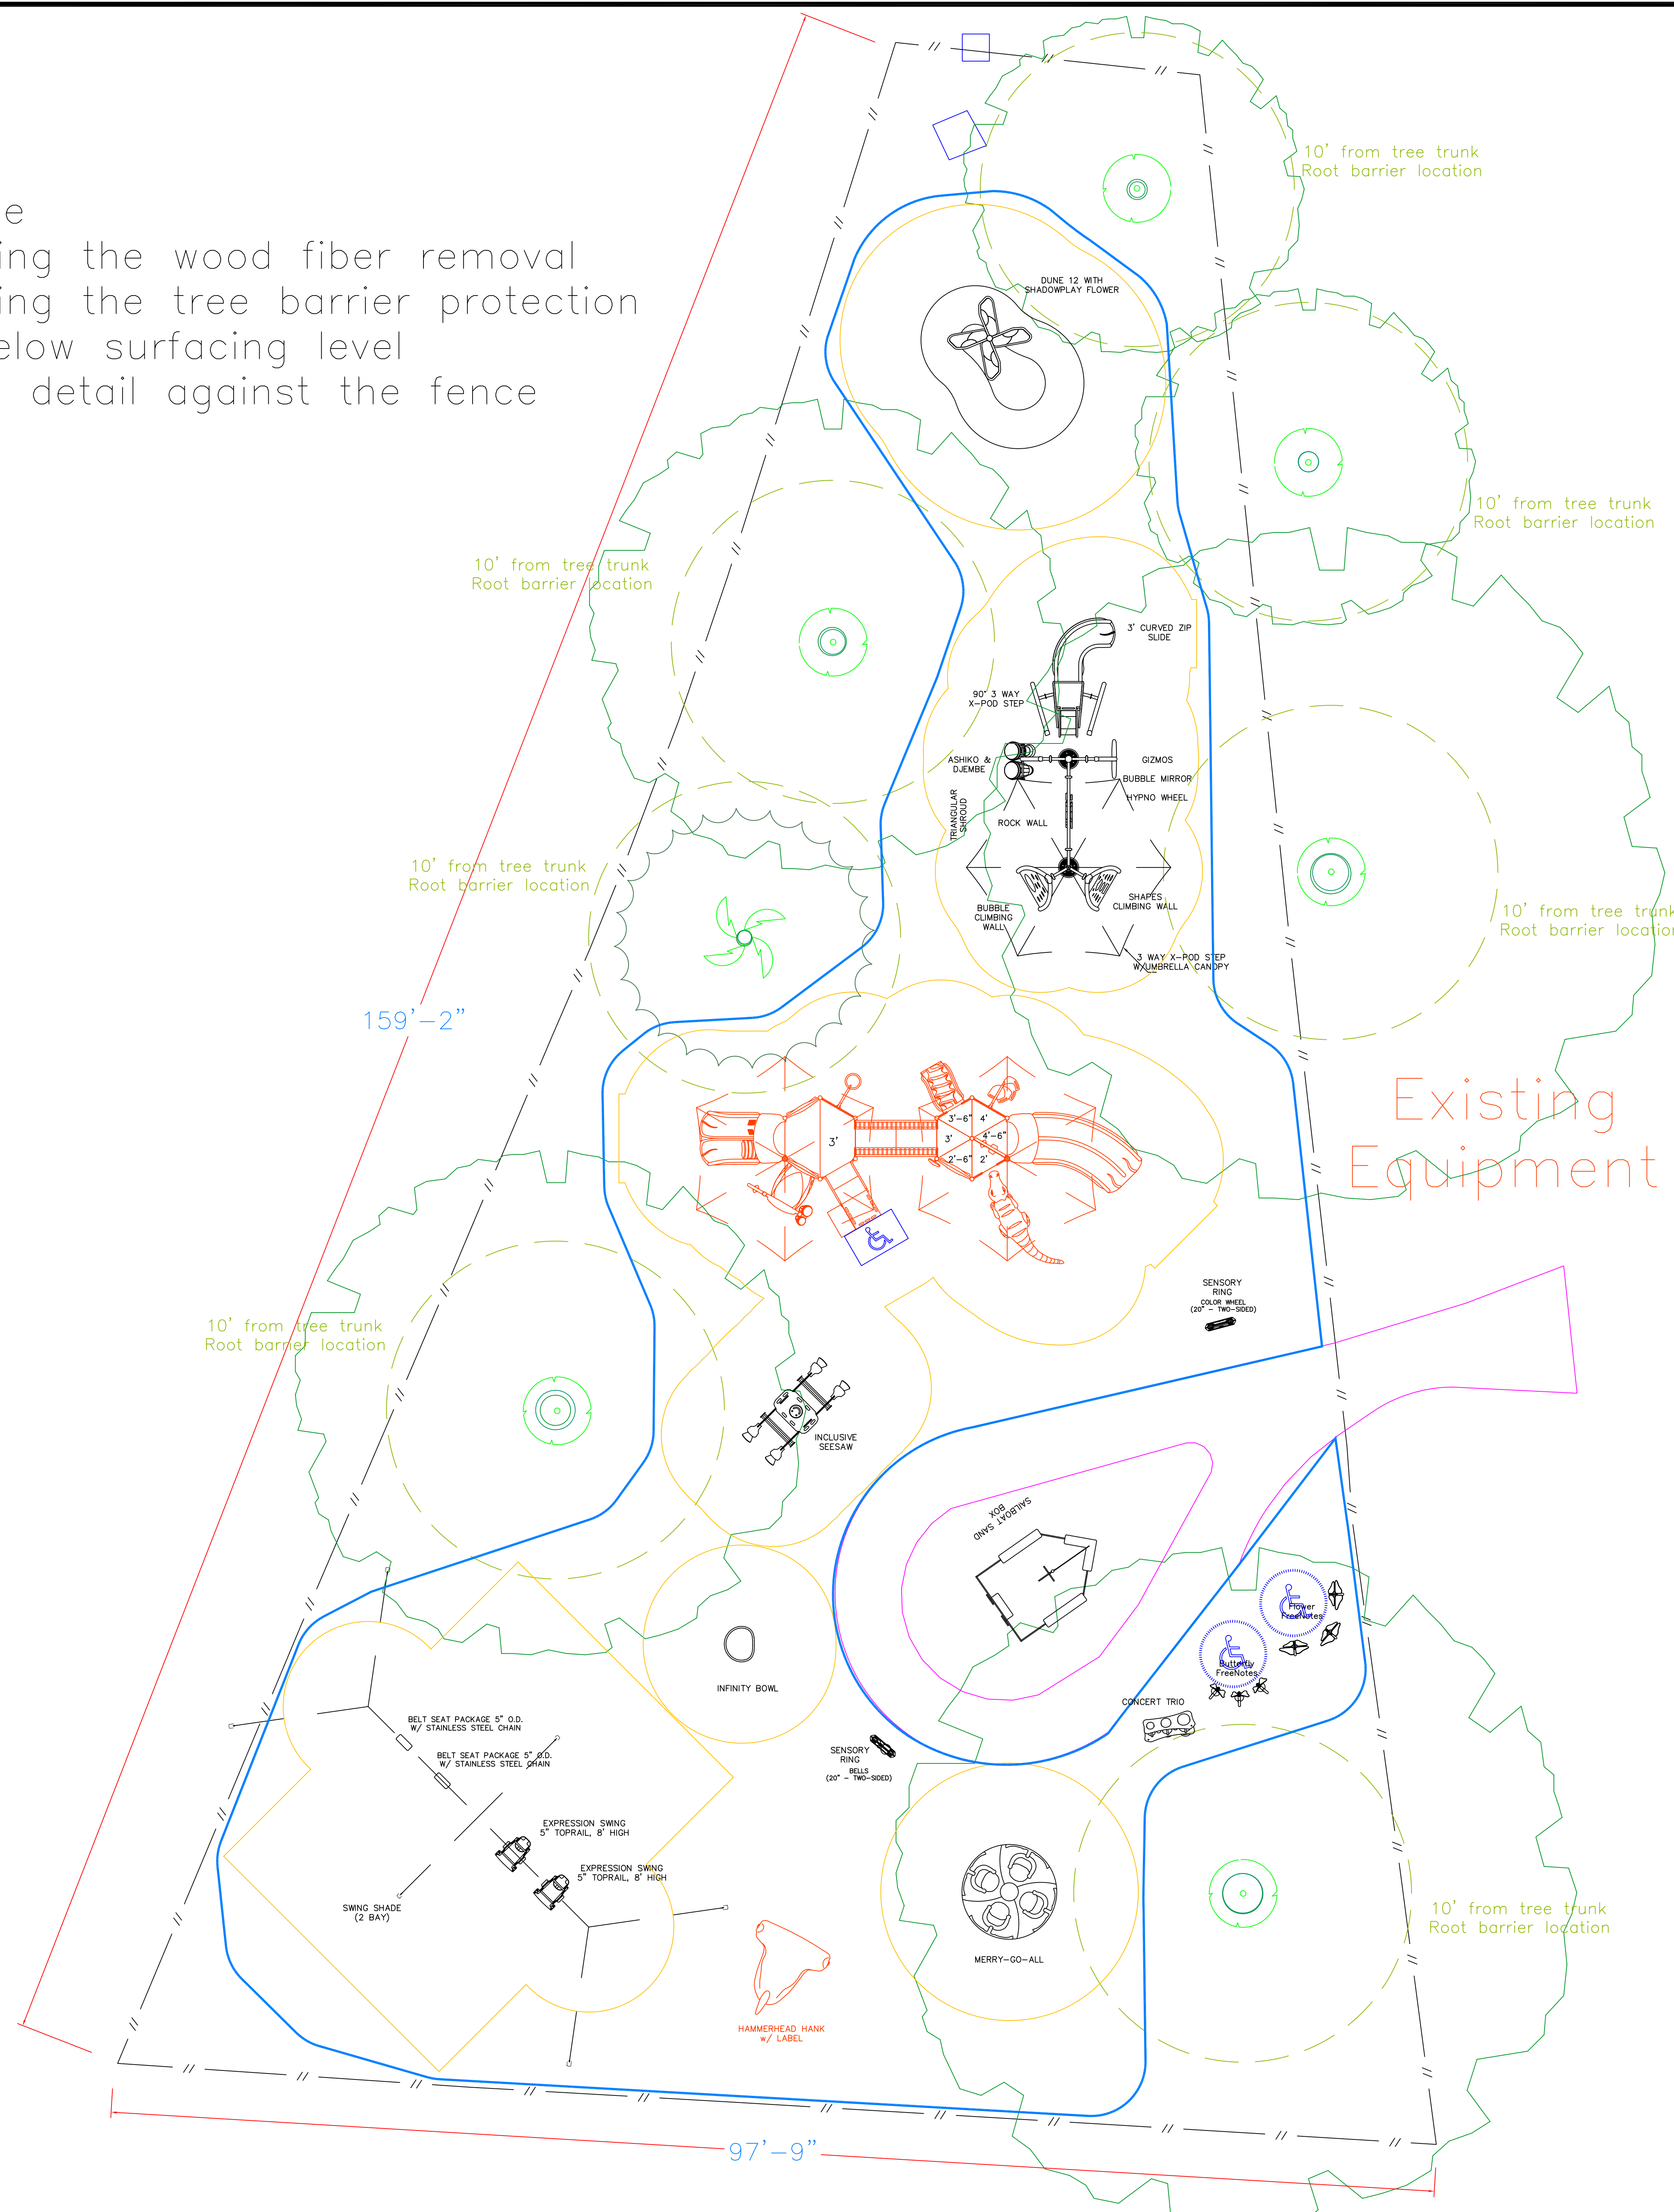 e
ing the wood fiber removal
ing the tree barrier protection
elow surfacing level
detail against the fence
10' from tree trunk
Root barrier location
DUNE 12 WITH
SHADOWPLAY FLOWER
10' from tree trunk
Root barrier location
10' from tree trunk
Root barrier location
3' CURVED ZIP
SLIDE
90° 3 WAY
X-POD STEP
ASHIKO &
DJEMBE
GIZMOS
BUBBLE MIRROR
HYPNO WHEEL
TRIANGULAR
SHROUD
ROCK WALL
10' from tree trunk
Root barrier location
BUBBLE
CLIMBING
WALL
SHAPES
CLIMBING WALL
10' from tree trunk
Root barrier location
3 WAY X-POD STEP
W/UMBRELLA CANOPY
159'-2"
Existing
Equipment
3'
3'-6"
4'
3'
4'-6"
2'-6"
2'
SENSORY
RING
COLOR WHEEL
(20" - TWO-SIDED)
10' from tree trunk
Root barrier location
INCLUSIVE
SEESAW
SAILBOAT SAND
BOX
Flower
FreeNotes
Butterfly
FreeNotes
INFINITY BOWL
CONCERT TRIO
BELT SEAT PACKAGE 5" O.D.
W/ STAINLESS STEEL CHAIN
BELT SEAT PACKAGE 5" O.D.
W/ STAINLESS STEEL CHAIN
SENSORY
RING
BELLS
(20" - TWO-SIDED)
EXPRESSION SWING
5" TOPRAIL, 8' HIGH
EXPRESSION SWING
5" TOPRAIL, 8' HIGH
SWING SHADE
(2 BAY)
10' from tree trunk
Root barrier location
MERRY-GO-ALL
HAMMERHEAD HANK
w/ LABEL
97'-9"